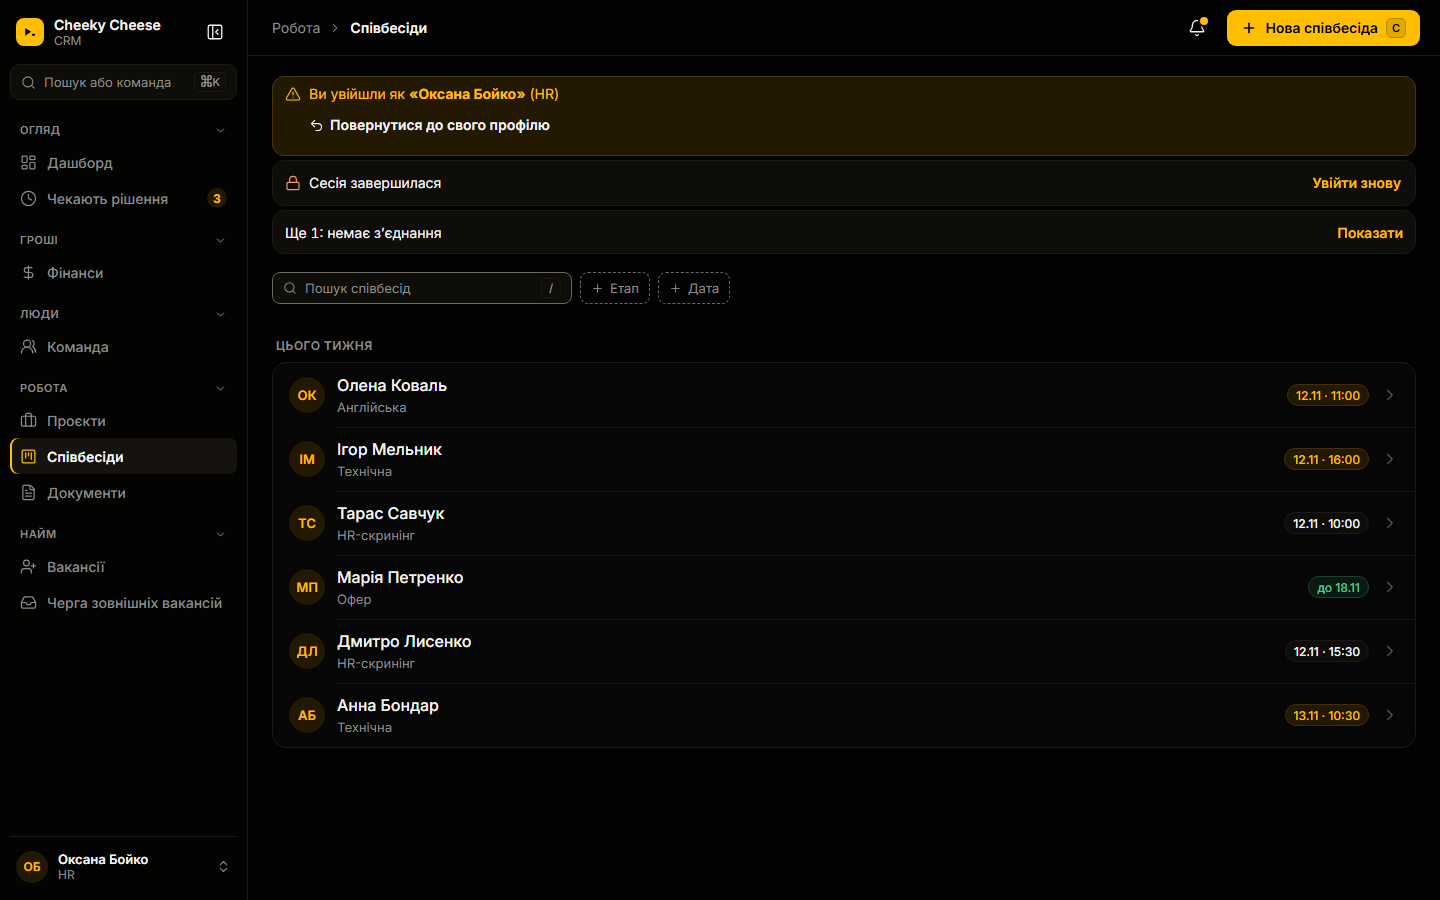 Cheeky Cheese
CRM
Пошук або команда ⌘K
ОГЛЯД
Дашборд
Чекають рішення 3
ГРОШІ
Фінанси
ЛЮДИ
Команда
РОБОТА
Проєкти
Співбесіди
Документи
НАЙМ
Вакансії
Черга зовнішніх вакансій
ОБ Оксана Бойко
HR
Робота > Співбесіди
+ Нова співбесіда C
Ви увійшли як «Оксана Бойко» (HR)
Повернутися до свого профілю
Сесія завершилася Увійти знову
Ще 1: немає з’єднання Показати
Пошук співбесід / + Етап + Дата
ЦЬОГО ТИЖНЯ
ОК Олена Коваль 12.11 · 11:00
Англійська
ІМ Ігор Мельник 12.11 · 16:00
Технічна
ТС Тарас Савчук 12.11 · 10:00
HR-скринінг
МП Марія Петренко до 18.11
Офер
ДЛ Дмитро Лисенко 12.11 · 15:30
HR-скринінг
АБ Анна Бондар 13.11 · 10:30
Технічна